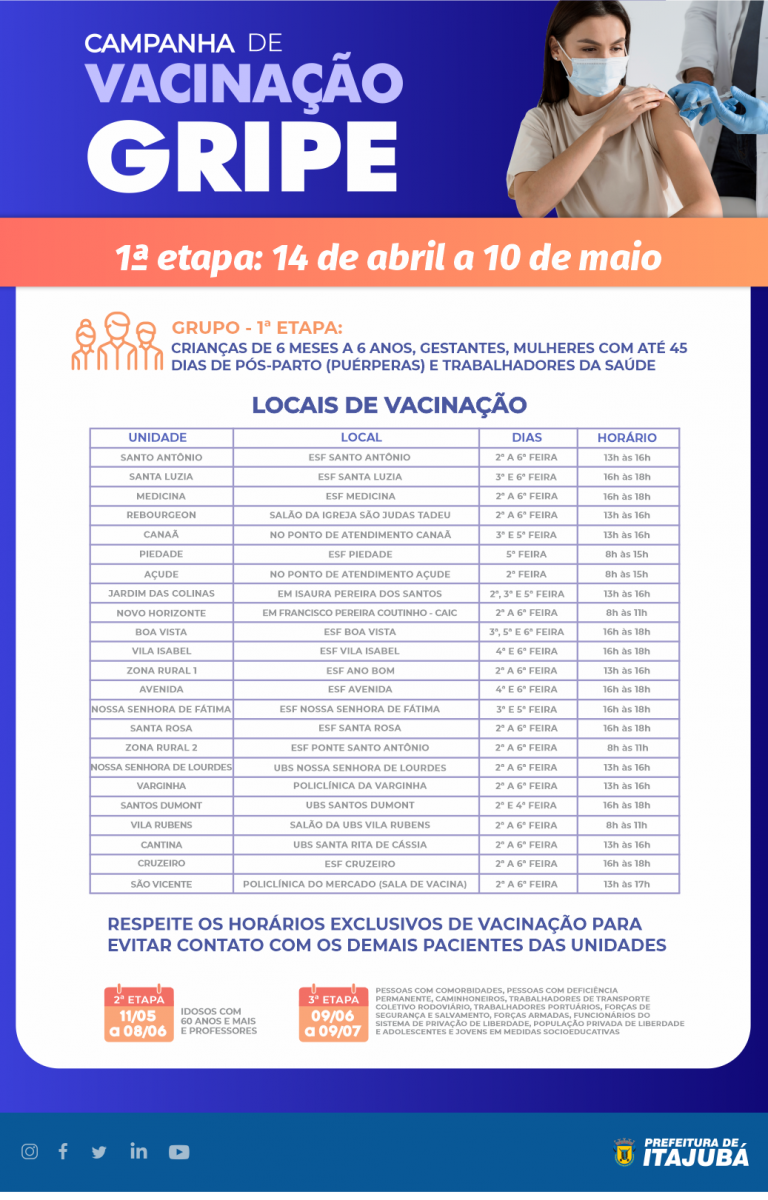 CAMPANHA DE
VACINAÇÃO
GRIPE
1ª etapa: 14 de abril a 10 de maio
GRUPO - 1ª ETAPA:
CRIANÇAS DE 6 MESES A 6 ANOS, GESTANTES, MULHERES COM ATÉ 45
DIAS DE PÓS-PARTO (PUÉRPERAS) E TRABALHADORES DA SAÚDE
LOCAIS DE VACINAÇÃO
UNIDADE LOCAL DIAS HORÁRIO
SANTO ANTÔNIO ESF SANTO ANTÔNIO 2ª A 6ª FEIRA 13h às 16h
SANTA LUZIA ESF SANTA LUZIA 3ª E 6ª FEIRA 16h às 18h
MEDICINA ESF MEDICINA 2ª A 6ª FEIRA 16h às 18h
REBOURGEON SALÃO DA IGREJA SÃO JUDAS TADEU 2ª A 6ª FEIRA 13h às 16h
CANAÃ NO PONTO DE ATENDIMENTO CANAÃ 3ª E 5ª FEIRA 13h às 16h
PIEDADE ESF PIEDADE 5ª FEIRA 8h às 15h
AÇUDE NO PONTO DE ATENDIMENTO AÇUDE 2ª FEIRA 8h às 15h
JARDIM DAS COLINAS EM ISAURA PEREIRA DOS SANTOS 2ª, 3ª E 5ª FEIRA 13h às 16h
NOVO HORIZONTE EM FRANCISCO PEREIRA COUTINHO - CAIC 2ª A 6ª FEIRA 8h às 11h
BOA VISTA ESF BOA VISTA 3ª, 5ª E 6ª FEIRA 16h às 18h
VILA ISABEL ESF VILA ISABEL 4ª E 6ª FEIRA 16h às 18h
ZONA RURAL 1 ESF ANO BOM 2ª A 6ª FEIRA 13h às 16h
AVENIDA ESF AVENIDA 4ª E 6ª FEIRA 16h às 18h
NOSSA SENHORA DE FÁTIMA ESF NOSSA SENHORA DE FÁTIMA 3ª E 5ª FEIRA 16h às 18h
SANTA ROSA ESF SANTA ROSA 2ª A 6ª FEIRA 16h às 18h
ZONA RURAL 2 ESF PONTE SANTO ANTÔNIO 2ª A 6ª FEIRA 8h às 11h
NOSSA SENHORA DE LOURDES UBS NOSSA SENHORA DE LOURDES 2ª A 6ª FEIRA 13h às 16h
VARGINHA POLICLÍNICA DA VARGINHA 2ª A 6ª FEIRA 13h às 16h
SANTOS DUMONT UBS SANTOS DUMONT 2ª E 4ª FEIRA 16h às 18h
VILA RUBENS SALÃO DA UBS VILA RUBENS 2ª A 6ª FEIRA 8h às 11h
CANTINA UBS SANTA RITA DE CÁSSIA 2ª A 6ª FEIRA 13h às 16h
CRUZEIRO ESF CRUZEIRO 2ª A 6ª FEIRA 16h às 18h
SÃO VICENTE POLICLÍNICA DO MERCADO (SALA DE VACINA) 2ª A 6ª FEIRA 13h às 17h
RESPEITE OS HORÁRIOS EXCLUSIVOS DE VACINAÇÃO PARA
EVITAR CONTATO COM OS DEMAIS PACIENTES DAS UNIDADES
2ª ETAPA
11/05
a 08/06
IDOSOS COM
60 ANOS E MAIS
E PROFESSORES
3ª ETAPA
09/06
a 09/07
PESSOAS COM COMORBIDADES, PESSOAS COM DEFICIÊNCIA
PERMANENTE, CAMINHONEIROS, TRABALHADORES DE TRANSPORTE
COLETIVO RODOVIÁRIO, TRABALHADORES PORTUÁRIOS, FORÇAS DE
SEGURANÇA E SALVAMENTO, FORÇAS ARMADAS, FUNCIONÁRIOS DO
SISTEMA DE PRIVAÇÃO DE LIBERDADE, POPULAÇÃO PRIVADA DE LIBERDADE
E ADOLESCENTES E JOVENS EM MEDIDAS SOCIOEDUCATIVAS
PREFEITURA DE
ITAJUBÁ